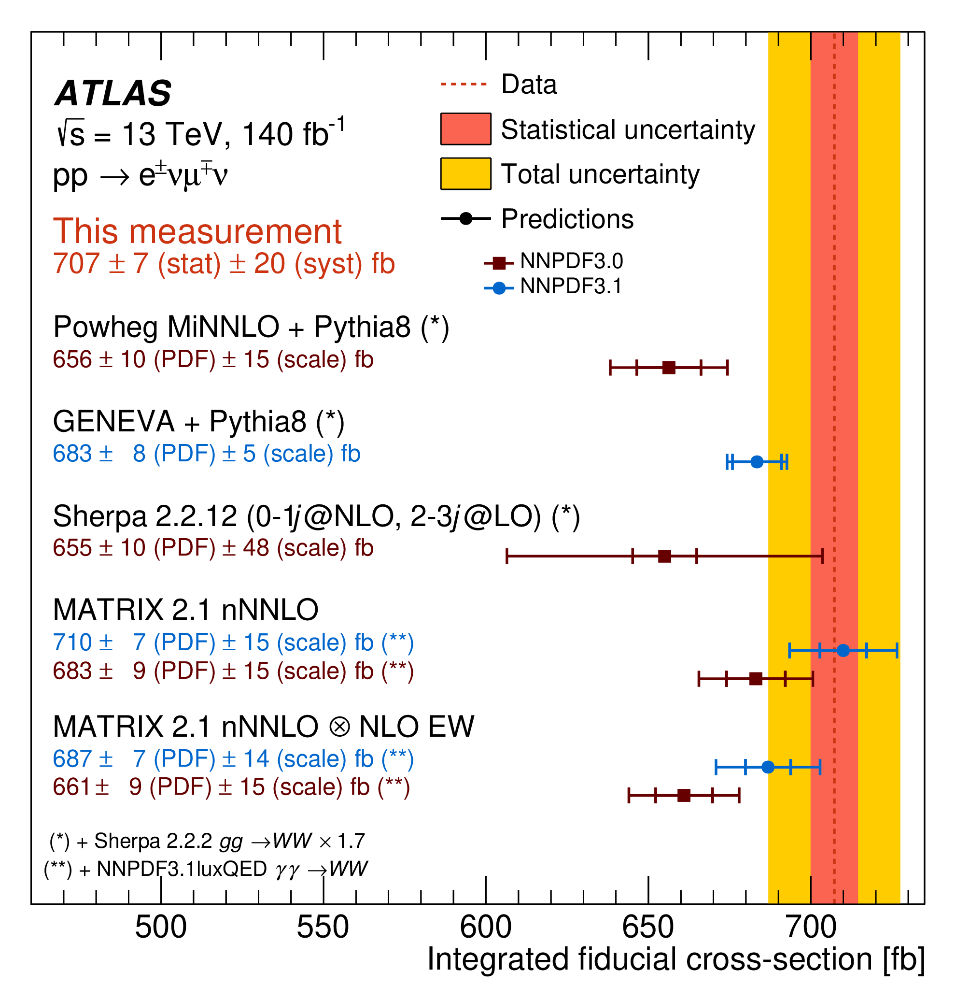 ATLAS
√s = 13 TeV, 140 fb⁻¹
pp → e±νμ∓ν
This measurement
707 ± 7 (stat) ± 20 (syst) fb
Data
Statistical uncertainty
Total uncertainty
Predictions
NNPDF3.0
NNPDF3.1
Powheg MiNNLO + Pythia8 (*)
656 ± 10 (PDF) ± 15 (scale) fb
GENEVA + Pythia8 (*)
683 ± 8 (PDF) ± 5 (scale) fb
Sherpa 2.2.12 (0-1j@NLO, 2-3j@LO) (*)
655 ± 10 (PDF) ± 48 (scale) fb
MATRIX 2.1 nNNLO
710 ± 7 (PDF) ± 15 (scale) fb (**)
683 ± 9 (PDF) ± 15 (scale) fb (**)
MATRIX 2.1 nNNLO ⊗ NLO EW
687 ± 7 (PDF) ± 14 (scale) fb (**)
661 ± 9 (PDF) ± 15 (scale) fb (**)
(*) + Sherpa 2.2.2 gg →WW × 1.7
(**) + NNPDF3.1luxQED γγ →WW
500 550 600 650 700
Integrated fiducial cross-section [fb]